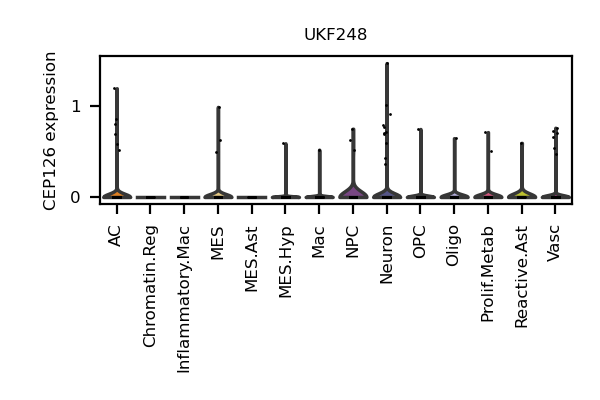 UKF248
CEP126 expression
1
0
AC
Chromatin.Reg
Inflammatory.Mac
MES
MES.Ast
MES.Hyp
Mac
NPC
Neuron
OPC
Oligo
Prolif.Metab
Reactive.Ast
Vasc